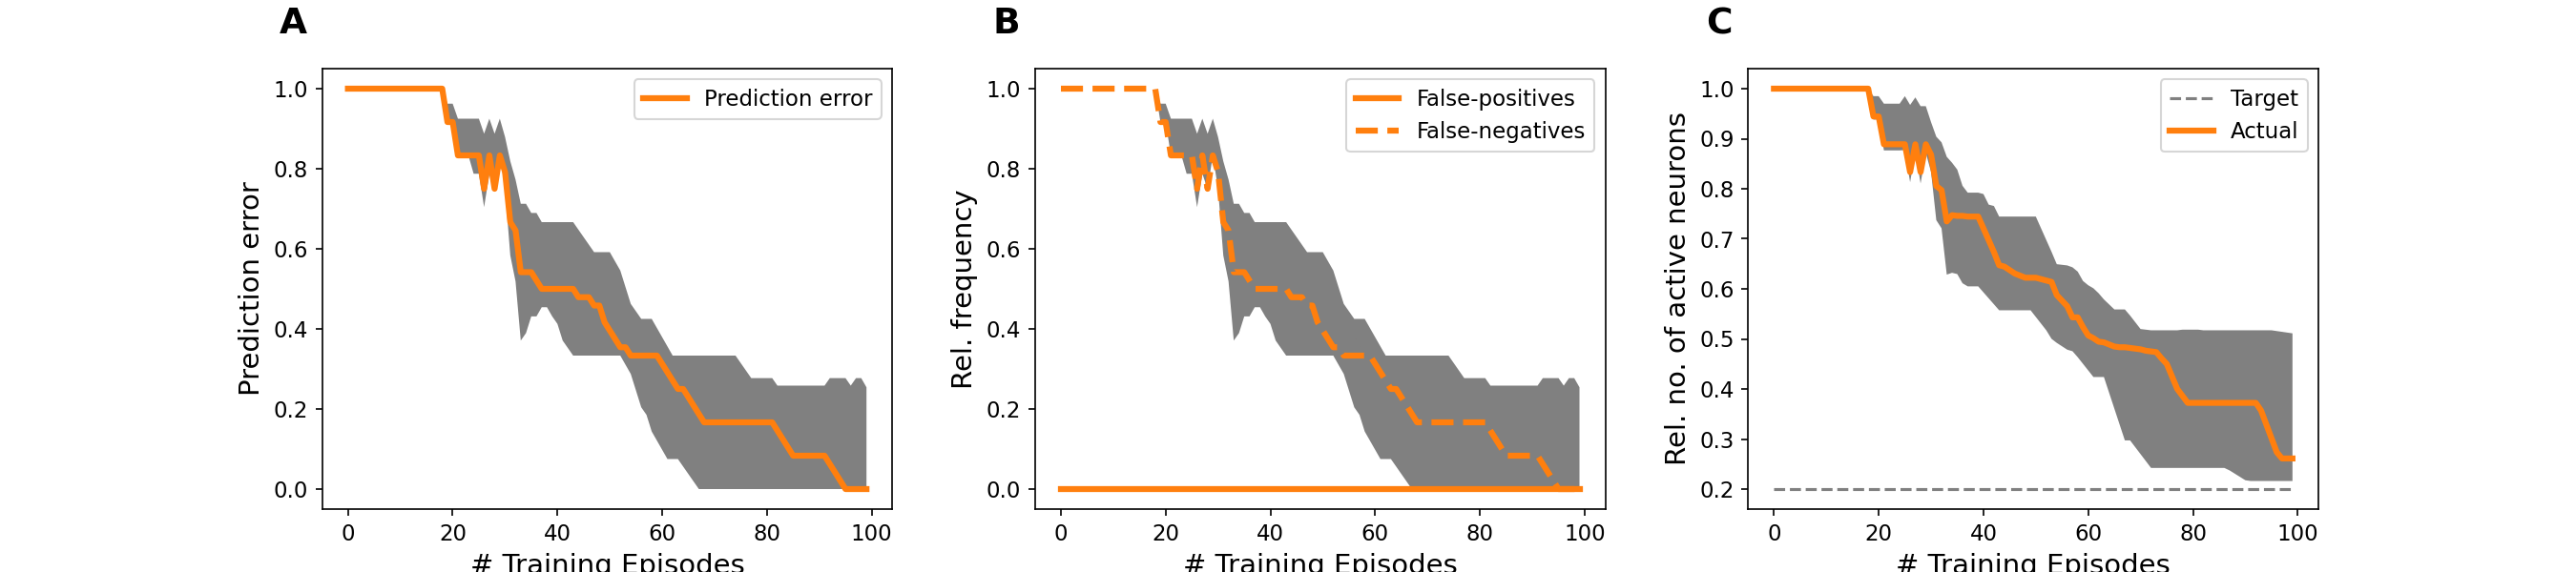 A
Prediction error
1.0
0.8
0.6
0.4
0.2
0.0
Prediction error
0 20 40 60 80 100
# Training Episodes
B
False-positives
False-negatives
1.0
0.8
0.6
0.4
0.2
0.0
Rel. frequency
0 20 40 60 80 100
# Training Episodes
C
Target
Actual
1.0
0.9
0.8
0.7
0.6
0.5
0.4
0.3
0.2
Rel. no. of active neurons
0 20 40 60 80 100
# Training Episodes